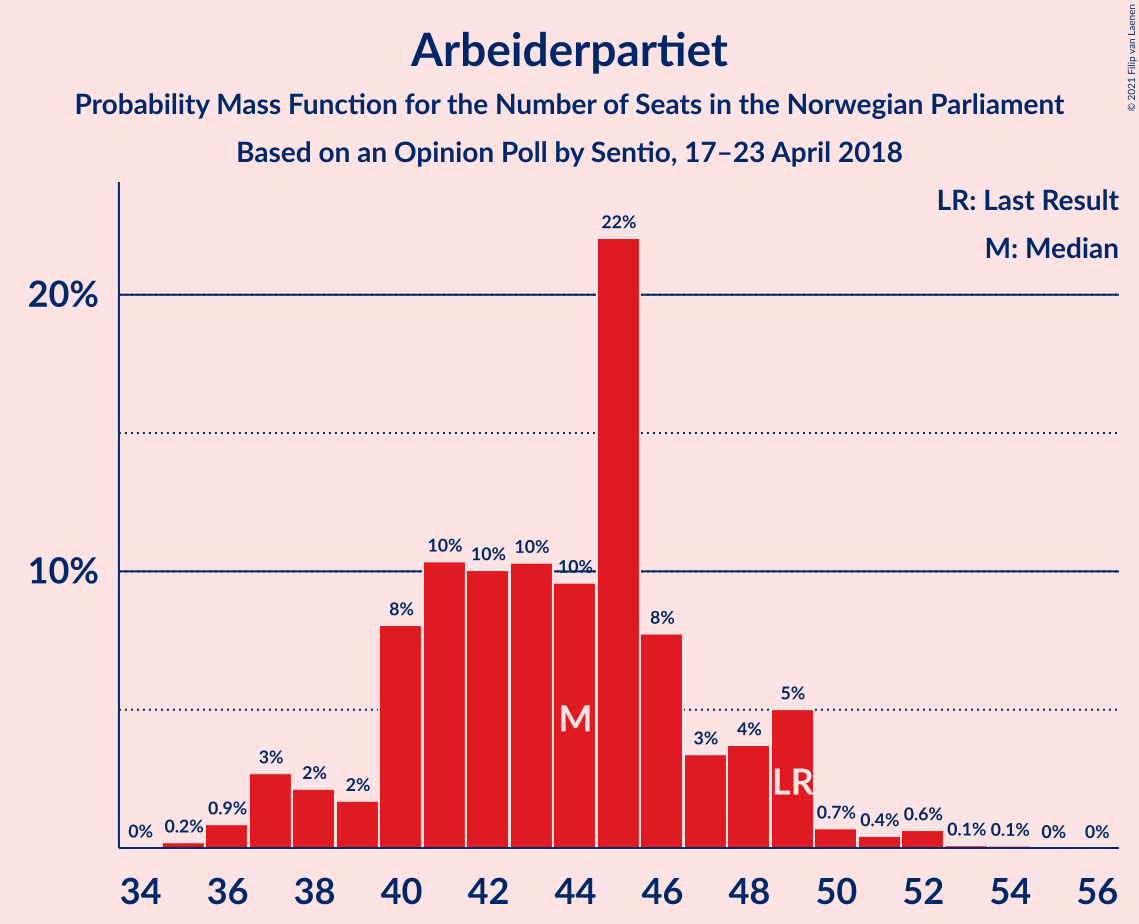 Arbeiderpartiet
Probability Mass Function for the Number of Seats in the Norwegian Parliament
Based on an Opinion Poll by Sentio, 17–23 April 2018
© 2021 Filip van Laenen
LR: Last Result
M: Median
20%
10%
0%
0.2%
0.9%
3%
2%
2%
8%
10%
10%
10%
10%
22%
8%
3%
4%
5%
0.7%
0.4%
0.6%
0.1%
0.1%
0%
0%
M
LR
34 36 38 40 42 44 46 48 50 52 54 56